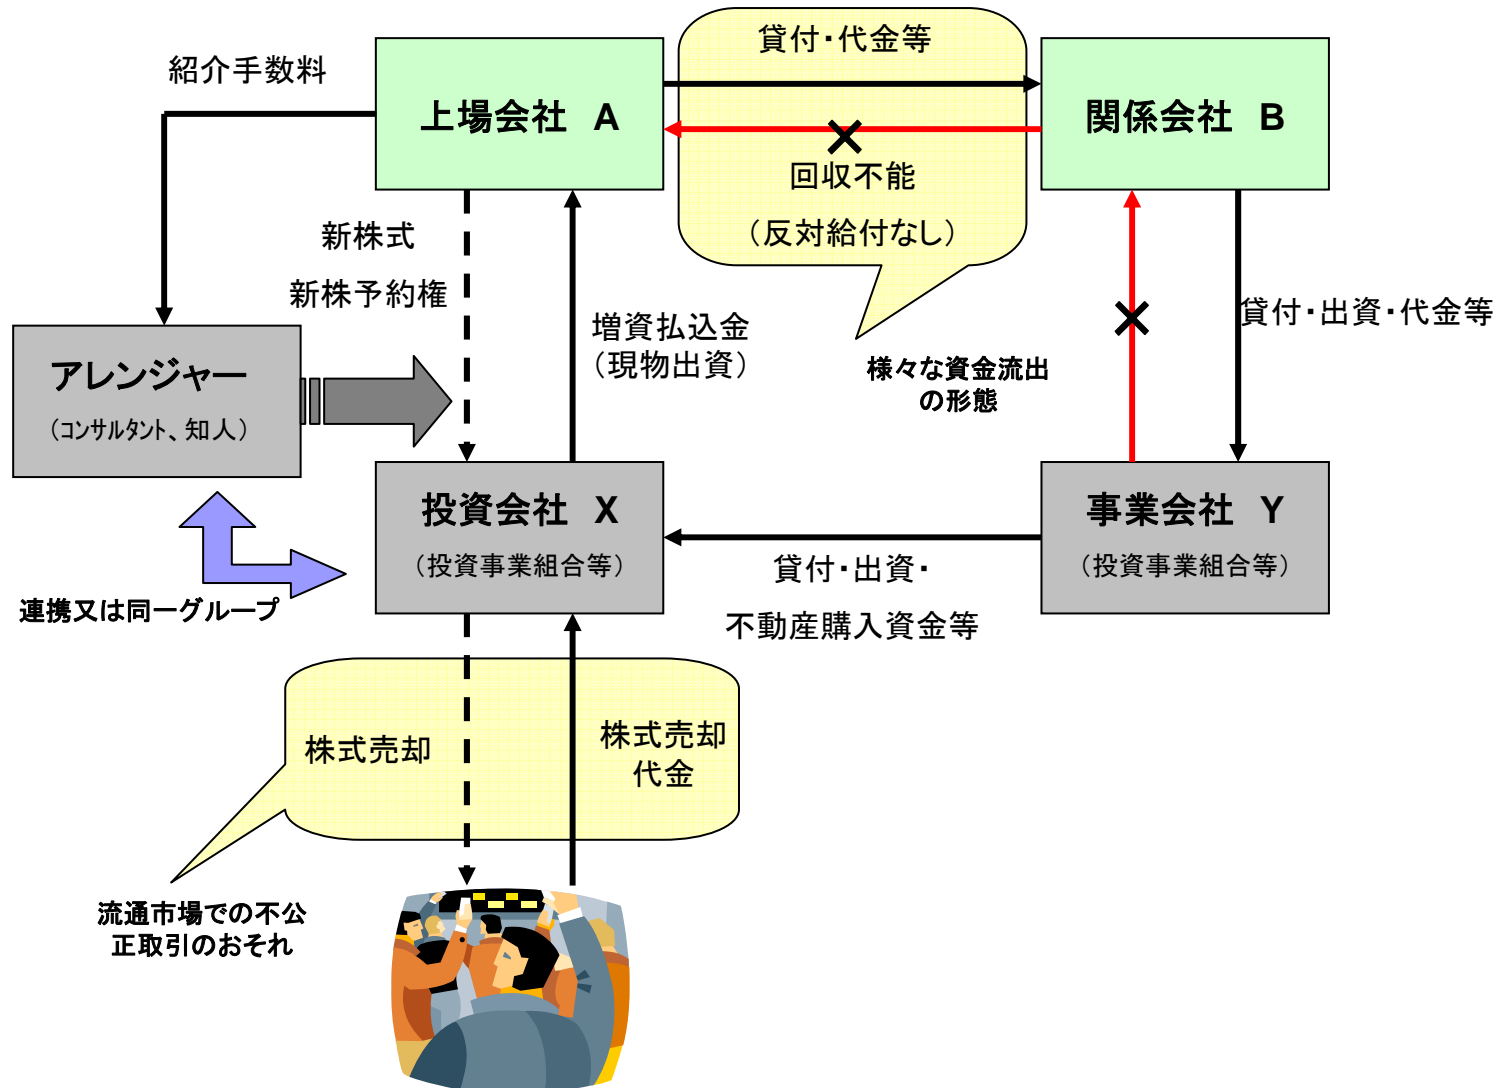 貸付・代金等
紹介手数料
上場会社 A
関係会社 B
回収不能
(反対給付なし)
新株式
新株予約権
増資払込金
(現物出資)
貸付・出資・代金等
様々な資金流出
の形態
アレンジャー
(コンサルタント、知人)
投資会社 X
(投資事業組合等)
事業会社 Y
(投資事業組合等)
貸付・出資・
不動産購入資金等
連携又は同一グループ
株式売却
株式売却
代金
流通市場での不公
正取引のおそれ